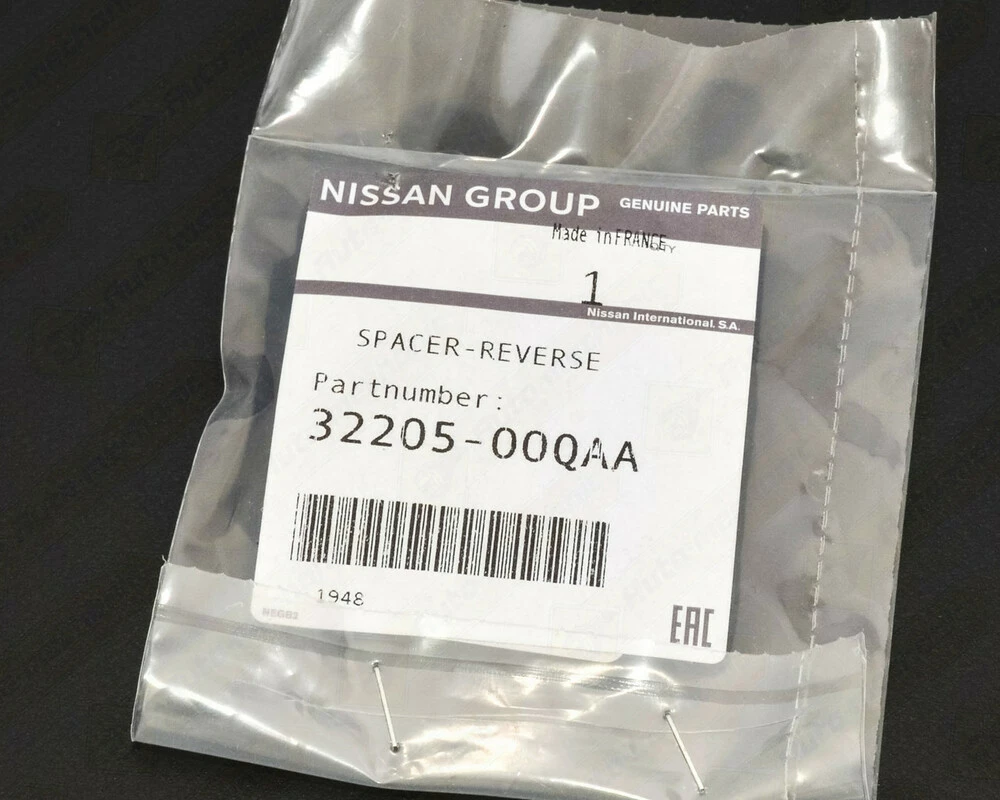 NISSAN GROUP GENUINE PARTS
Made in FRANCE
1
Nissan International. S.A.
SPACER-REVERSE
Partnumber:
32205-00QAA
1948
EAC